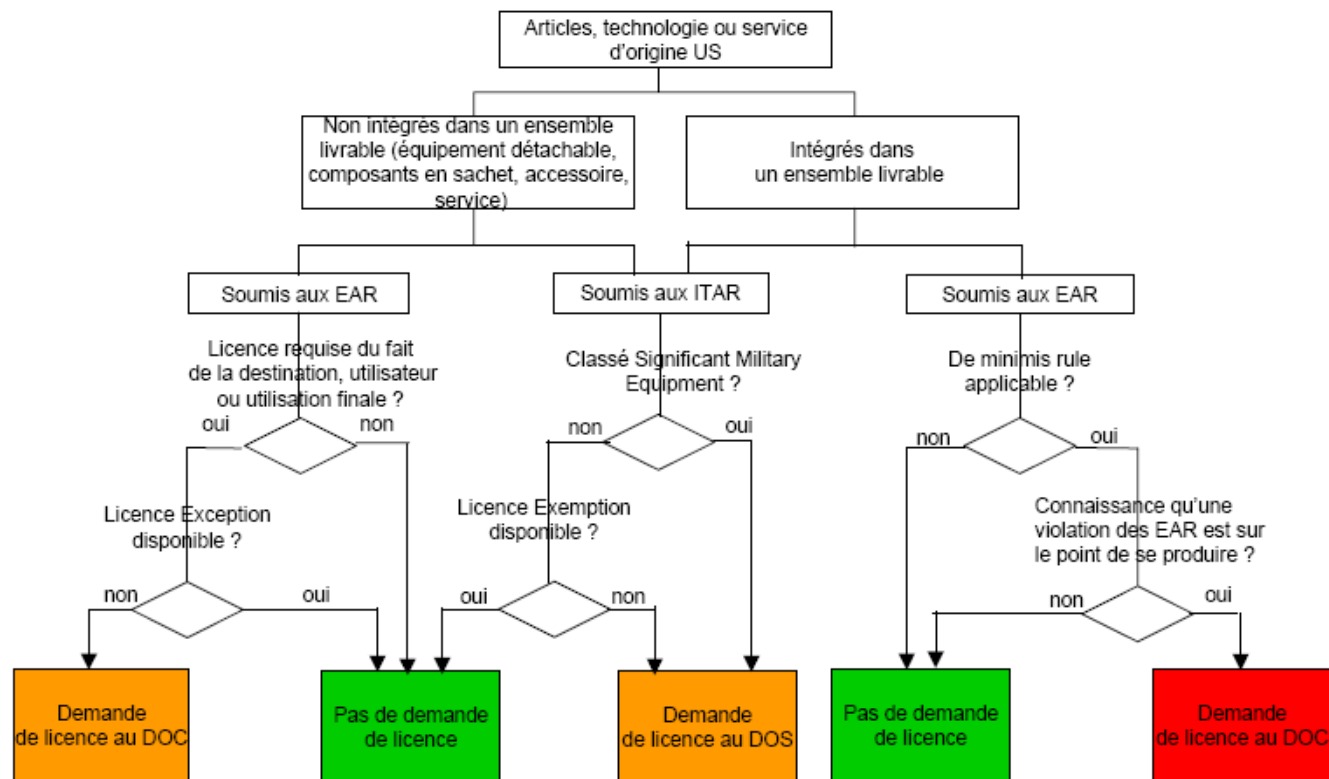 Articles, technologie ou service
d'origine US
Non intégrés dans un ensemble
livrable (équipement détachable,
composants en sachet, accessoire,
service)
Intégrés dans
un ensemble livrable
Soumis aux EAR
Soumis aux ITAR
Soumis aux EAR
Licence requise du fait
de la destination, utilisateur
ou utilisation finale ?
Classé Significant Military
Equipment ?
De minimis rule
applicable ?
oui
non
non
oui
non
oui
Licence Exception
disponible ?
Licence Exemption
disponible ?
Connaissance qu'une
violation des EAR est sur
le point de se produire ?
non
oui
oui
non
non
oui
Demande
de licence au DOC
Pas de demande
de licence
Demande
de licence au DOS
Pas de demande
de licence
Demande
de licence au DOC